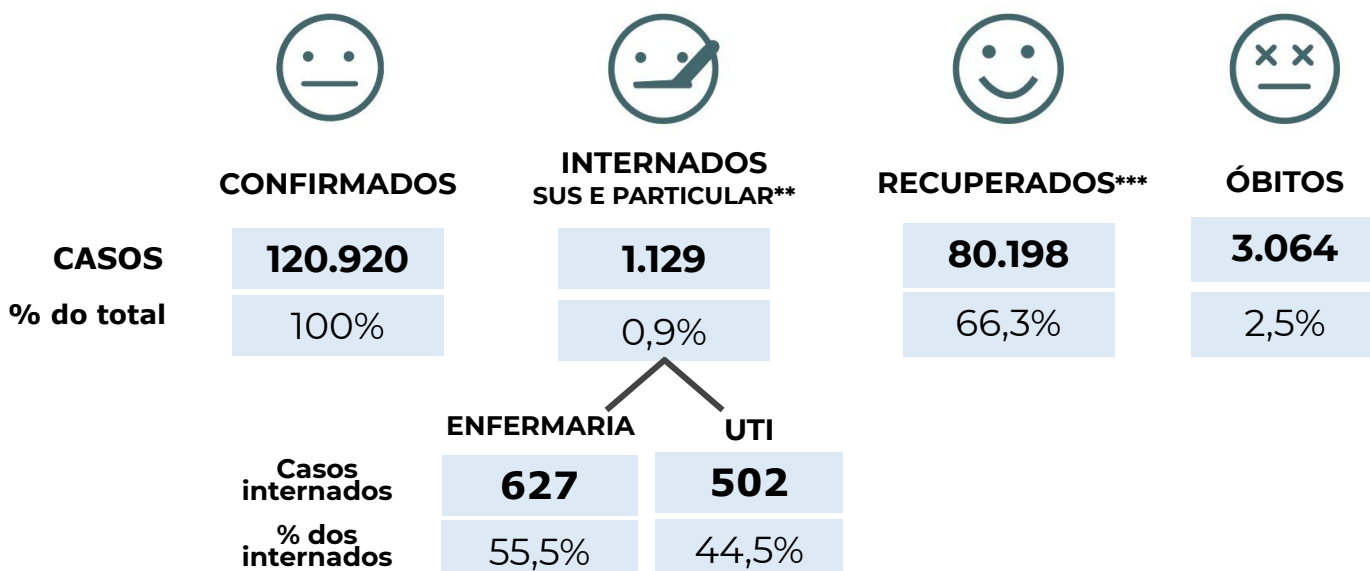 CONFIRMADOS
INTERNADOS
SUS E PARTICULAR**
RECUPERADOS***
ÓBITOS
CASOS 120.920 1.129 80.198 3.064
% do total 100% 0,9% 66,3% 2,5%
ENFERMARIA UTI
Casos
internados
627 502
% dos
internados
55,5% 44,5%